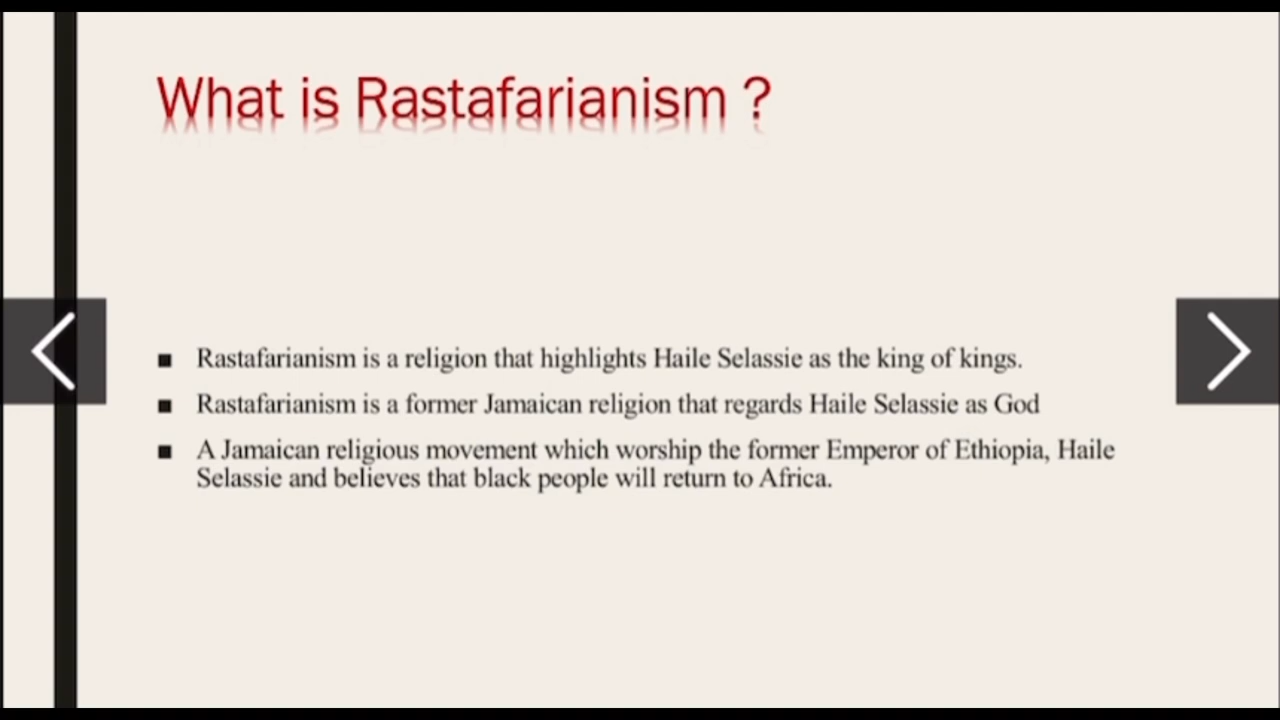 What is Rastafarianism ?
■ Rastafarianism is a religion that highlights Haile Selassie as the king of kings.
■ Rastafarianism is a former Jamaican religion that regards Haile Selassie as God
■ A Jamaican religious movement which worship the former Emperor of Ethiopia, Haile
Selassie and believes that black people will return to Africa.